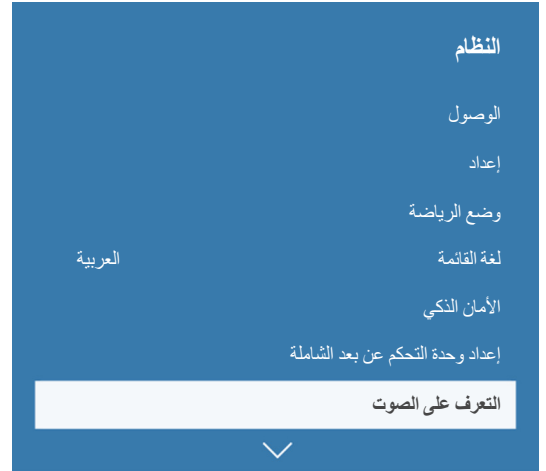 النظام
الوصول
إعداد
وضع الرياضة
لغة القائمة العربية
الأمان الذكي
إعداد وحدة التحكم عن بعد الشاملة
التعرف على الصوت